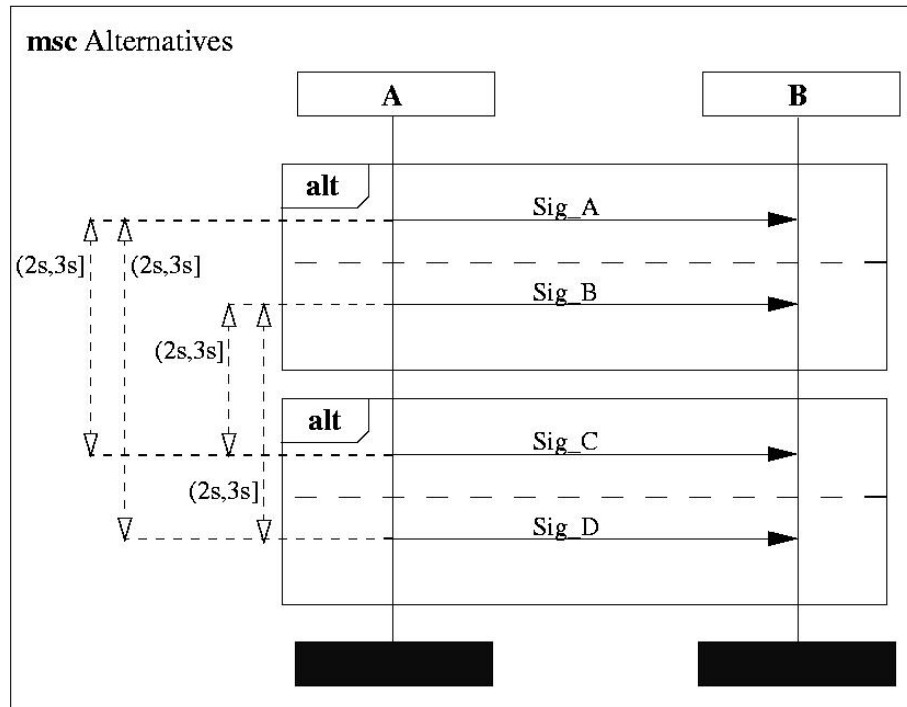 msc Alternatives
A
B
alt
Sig_A
(2s,3s]
(2s,3s]
Sig_B
(2s,3s]
alt
Sig_C
(2s,3s]
Sig_D